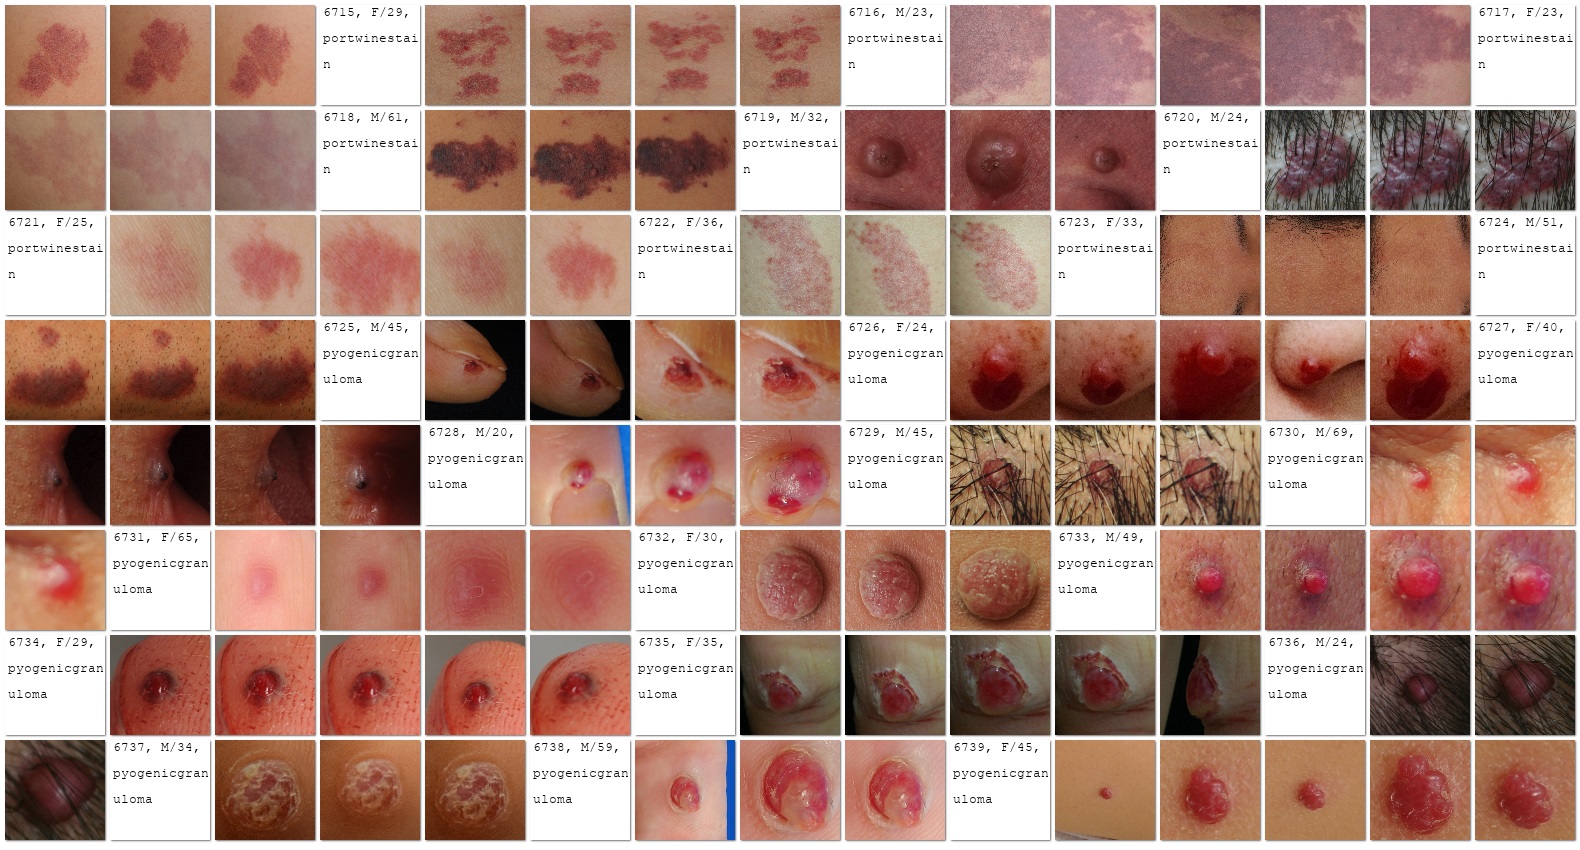 6715, F/29,
portwinestai
n
6716, M/23,
portwinestai
n
6717, F/23,
portwinestai
n
6718, M/61,
portwinestai
n
6719, M/32,
portwinestai
n
6720, M/24,
portwinestai
n
6721, F/25,
portwinestai
n
6722, F/36,
portwinestai
n
6723, F/33,
portwinestai
n
6724, M/51,
portwinestai
n
6725, M/45,
pyogenicgran
uloma
6726, F/24,
pyogenicgran
uloma
6727, F/40,
pyogenicgran
uloma
6728, M/20,
pyogenicgran
uloma
6729, M/45,
pyogenicgran
uloma
6730, M/69,
pyogenicgran
uloma
6731, F/65,
pyogenicgran
uloma
6732, F/30,
pyogenicgran
uloma
6733, M/49,
pyogenicgran
uloma
6734, F/29,
pyogenicgran
uloma
6735, F/35,
pyogenicgran
uloma
6736, M/24,
pyogenicgran
uloma
6737, M/34,
pyogenicgran
uloma
6738, M/59,
pyogenicgran
uloma
6739, F/45,
pyogenicgran
uloma